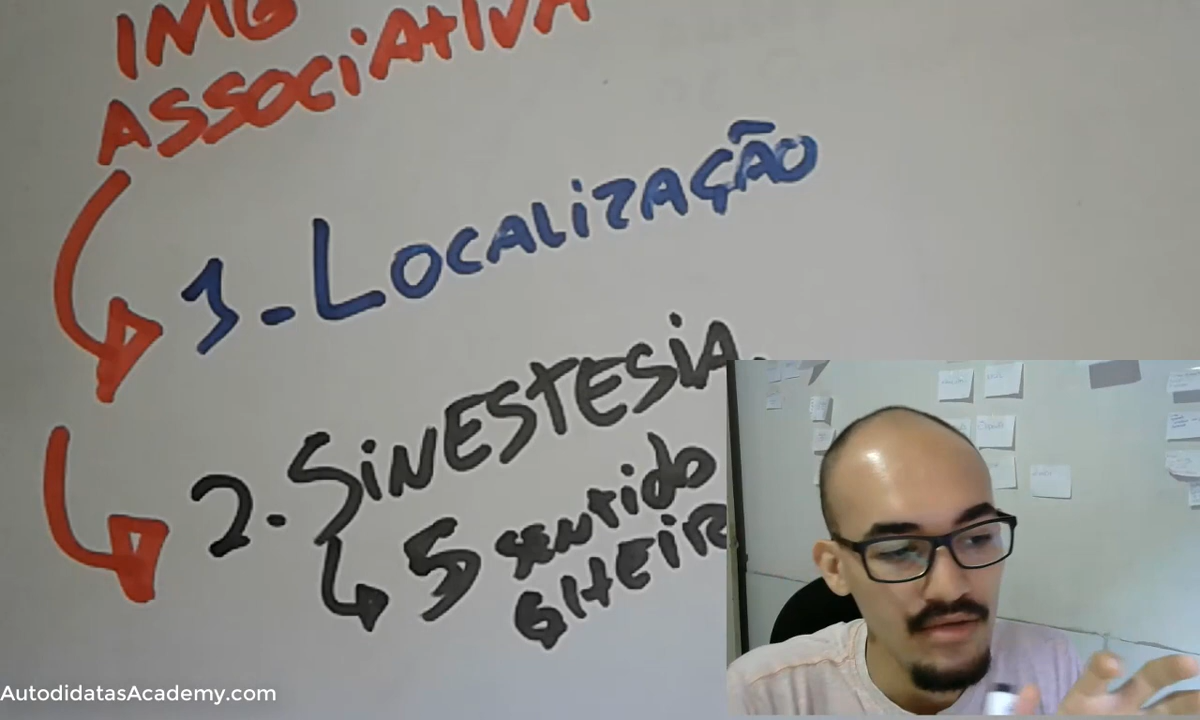 IMG
ASSOCIATIVA
1-LOCALIZAÇÃO
2.SINESTESIA.
5 SENTIDO
AutodidatasAcademy.com